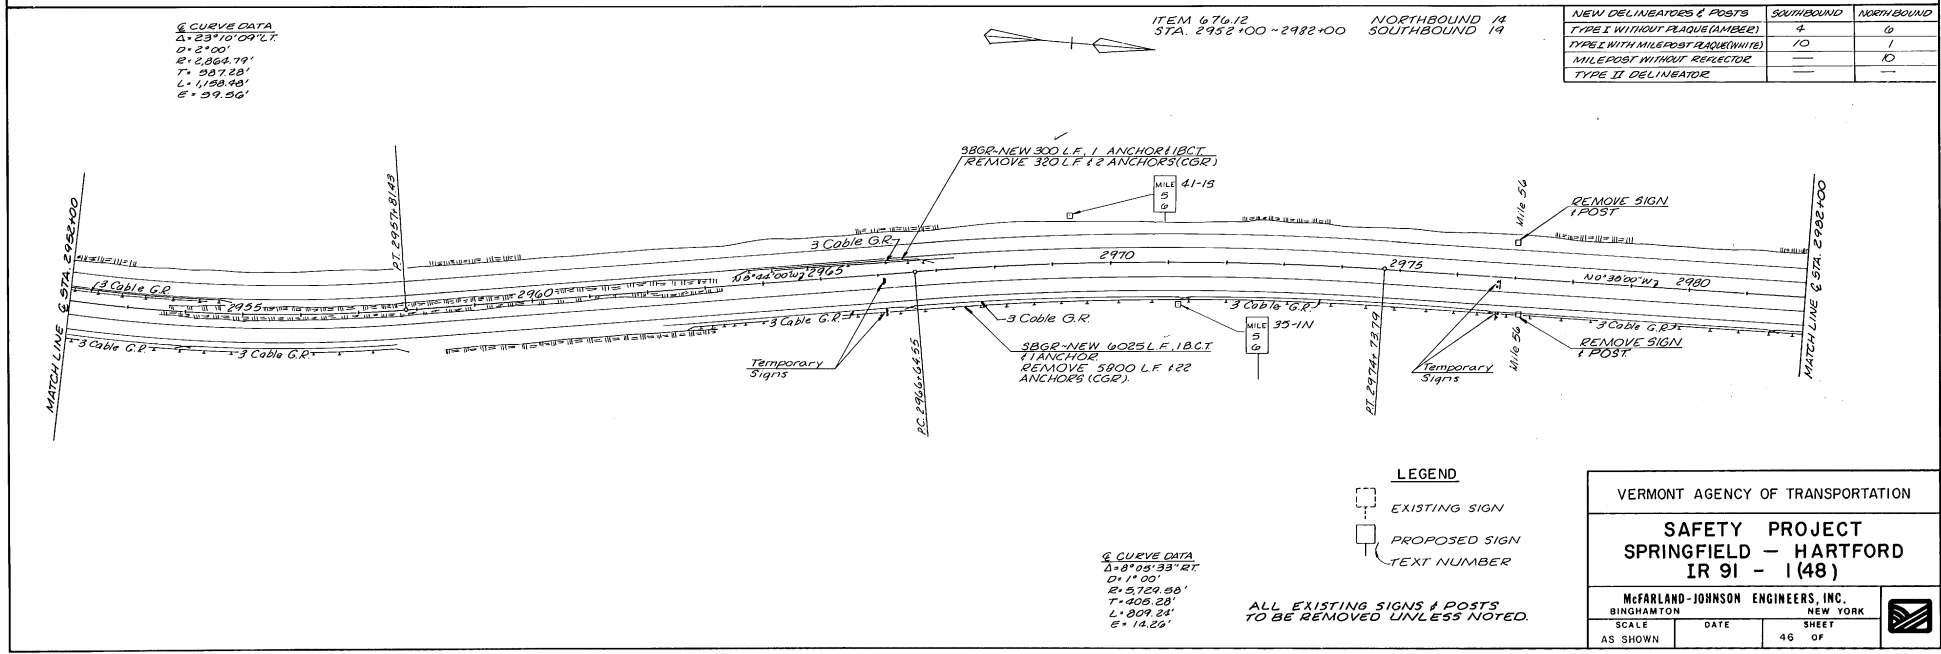 ℄ CURVE DATA
Δ=23°10'09"LT.
D=2°00'
R=2,864.79'
T=587.28'
L=1,158.48'
E=59.56'
ITEM 676.12 NORTHBOUND 14
STA. 2952+00~2982+00 SOUTHBOUND 19
NEW DELINEATORS & POSTS SOUTHBOUND NORTHBOUND
TYPE I WITHOUT PLAQUE(AMBER) 4 6
TYPE I WITH MILEPOST PLAQUE(WHITE) 10 1
MILEPOST WITHOUT REFLECTOR — 10
TYPE II DELINEATOR — —
SBGR~NEW 300 L.F., 1 ANCHOR & 1 BCT
REMOVE 320 L.F. & 2 ANCHORS(CGR)
MILE
5
6
41-1S
Mile 56
REMOVE SIGN
& POST
MATCH LINE ℄ STA. 2952+00
P.T. 2957+81.43
3 Cable G.R.
3 Cable G.R.
2955
2960
N5°44'00"W
2965
2970
2975
N0°38'00"W
2980
MATCH LINE ℄ STA. 2982+00
3 Cable G.R.
3 Cable G.R.
3 Cable G.R.
3 Cable G.R.
3 Cable G.R.
3 Cable G.R.
Temporary
Signs
P.C. 2966+64.55
SBGR~NEW 6025 L.F., 1 B.C.T.
& 1 ANCHOR.
REMOVE 5800 L.F. & 22
ANCHORS (CGR).
MILE
5
6
35-1N
P.T. 2974+73.79
Temporary
Signs
Mile 56
REMOVE SIGN
& POST
LEGEND
EXISTING SIGN
PROPOSED SIGN
TEXT NUMBER
℄ CURVE DATA
Δ=8°05'33"RT.
D=1°00'
R=5,729.58'
T=405.28'
L=809.24'
E=14.26'
ALL EXISTING SIGNS & POSTS
TO BE REMOVED UNLESS NOTED.
VERMONT AGENCY OF TRANSPORTATION
SAFETY PROJECT
SPRINGFIELD — HARTFORD
IR 91 - 1(48)
McFARLAND-JOHNSON ENGINEERS, INC.
BINGHAMTON NEW YORK
SCALE DATE SHEET
AS SHOWN 46 OF